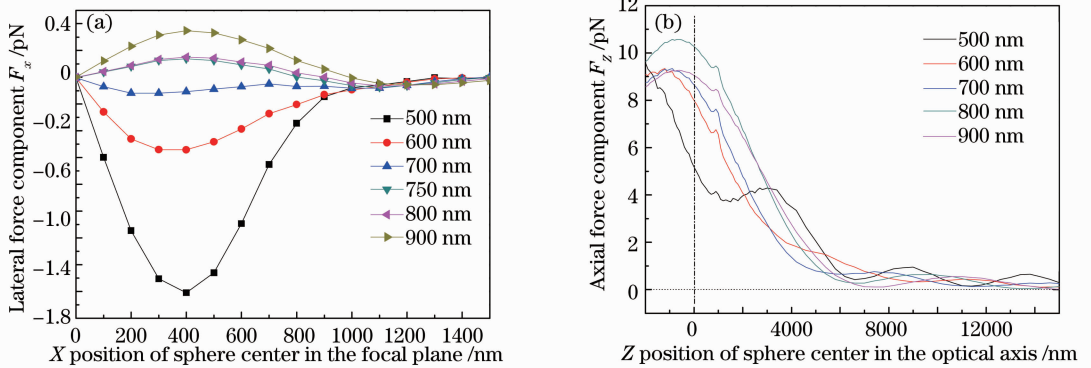 (a)
Lateral force component Fx /pN
0.4
0
−0.2
−0.6
−1.0
−1.4
−1.8
500 nm
600 nm
700 nm
750 nm
800 nm
900 nm
0 200 400 600 800 1000 1200 1400
X position of sphere center in the focal plane /nm
(b)
Axial force component Fz /pN
12
10
8
6
4
2
0
500 nm
600 nm
700 nm
800 nm
900 nm
0 4000 8000 12000
Z position of sphere center in the optical axis /nm